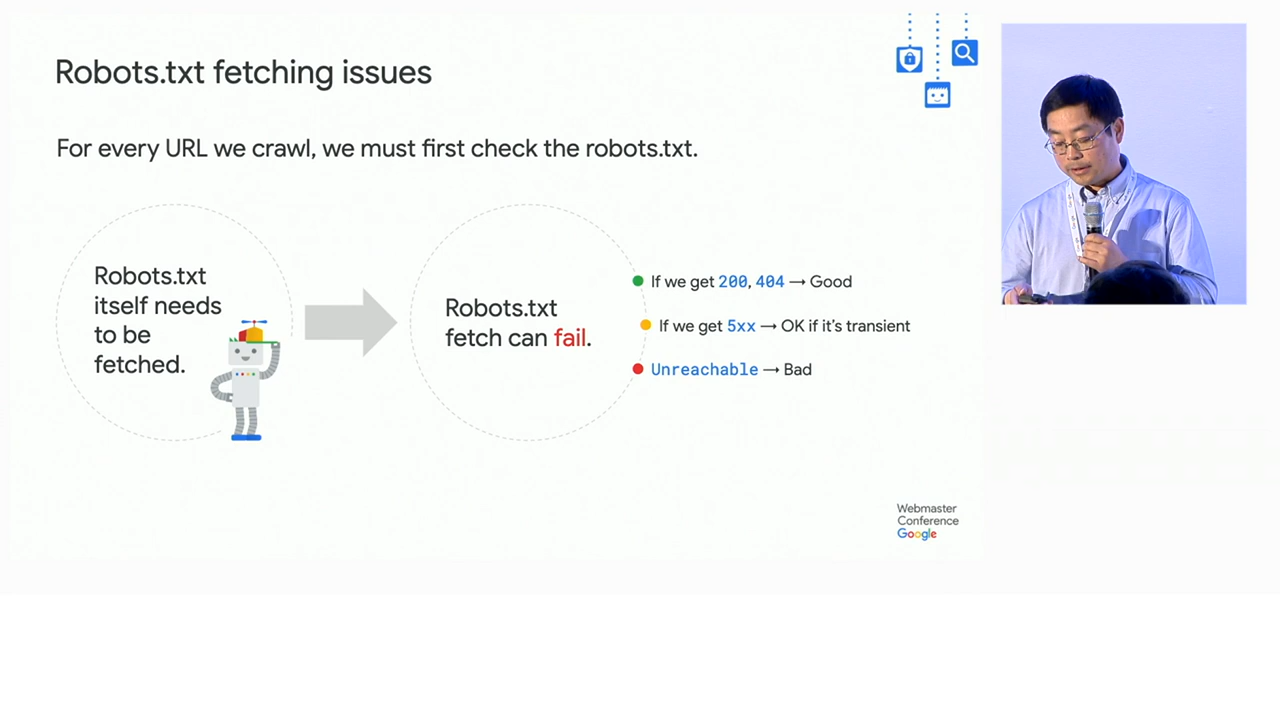 Robots.txt fetching issues
For every URL we crawl, we must first check the robots.txt.
Robots.txt
itself needs
to be
fetched.
Robots.txt
fetch can fail.
If we get 200, 404 → Good
If we get 5xx → OK if it's transient
Unreachable → Bad
Webmaster
Conference
Google